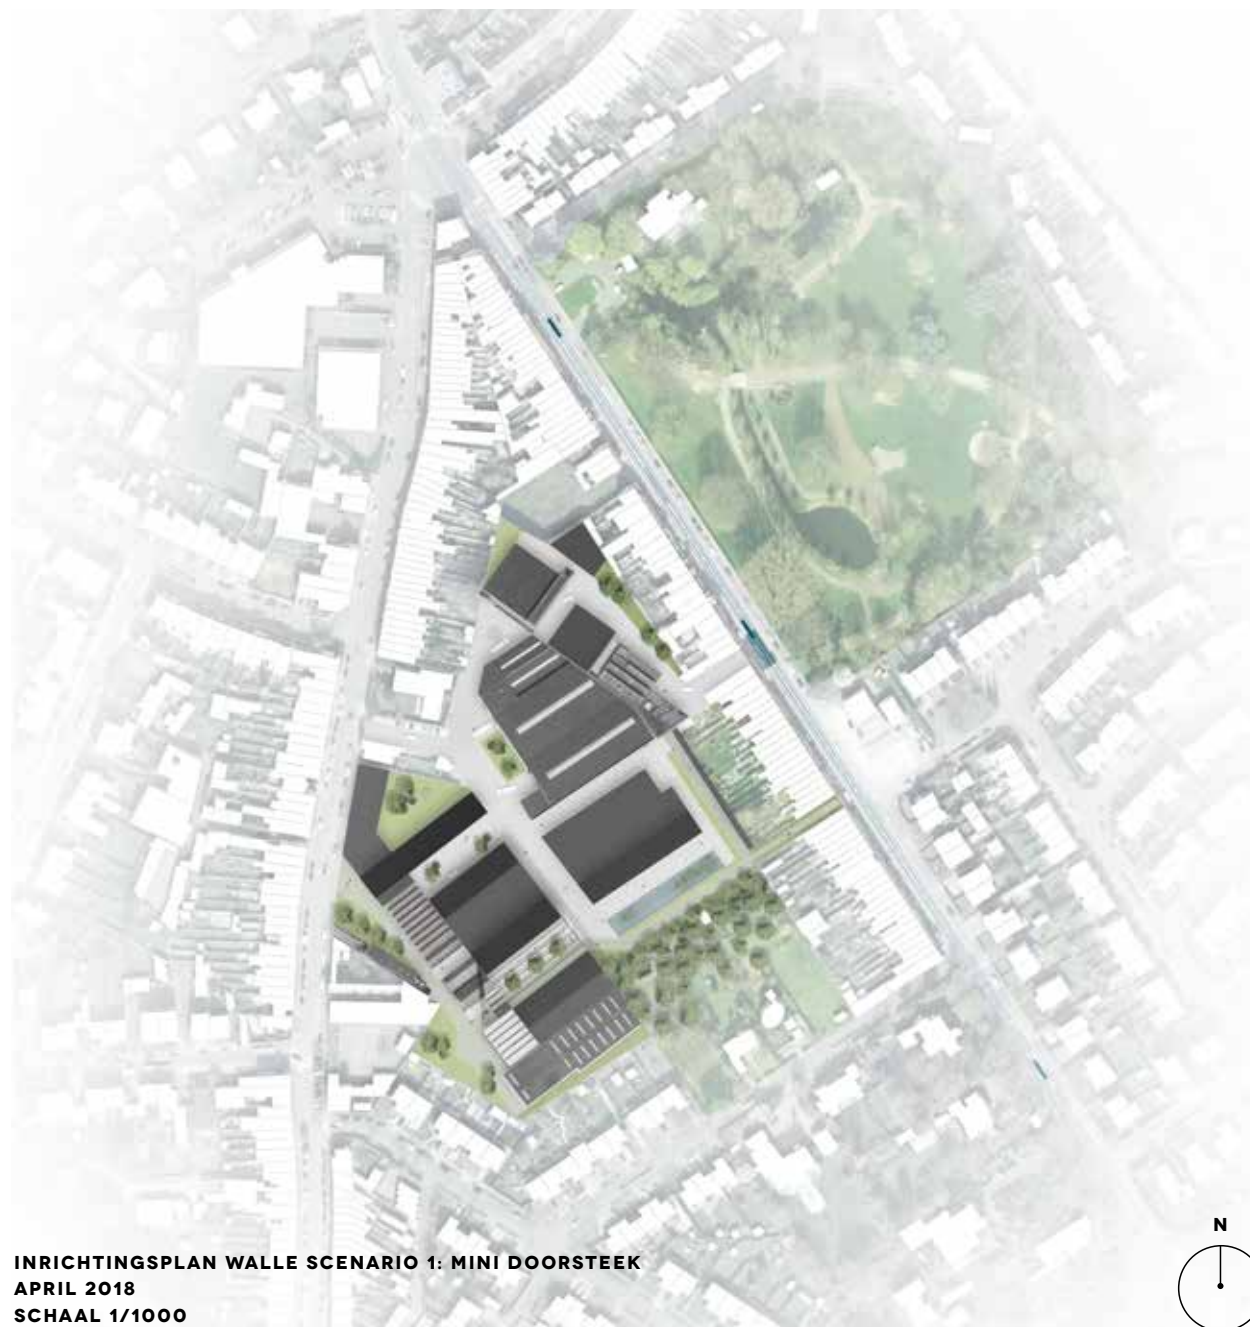 N
INRICHTINGSPLAN WALLE SCENARIO 1: MINI DOORSTEEK
APRIL 2018
SCHAAL 1/1000